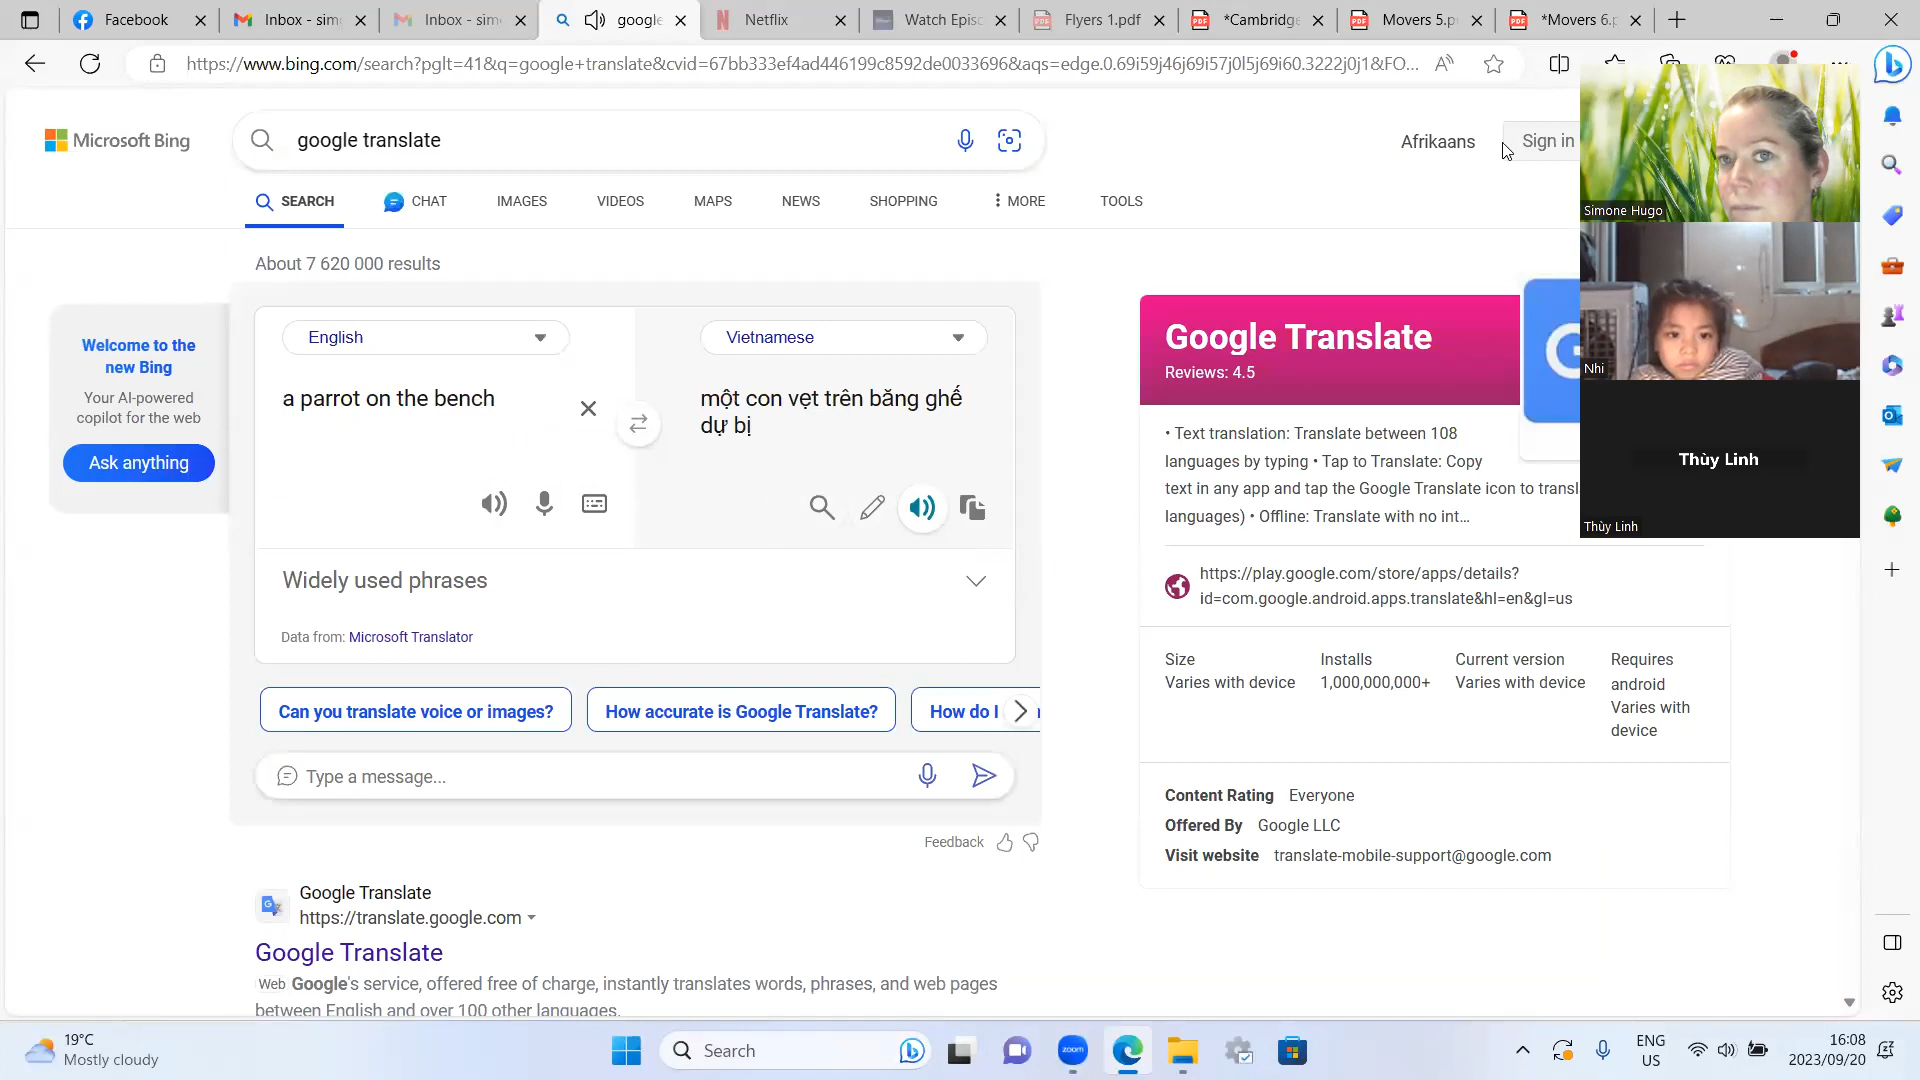 Facebook
Inbox - sim
Inbox - sime
google
Netflix
Watch Episo
Flyers 1.pdf
*Cambridge
Movers 5.p
*Movers 6.p
https://www.bing.com/search?pglt=41&q=google+translate&cvid=67bb333ef4ad446199c8592de0033696&aqs=edge.0.69i59j46j69i57j0l5j69i60.3222j0j1&FO...
Microsoft Bing
google translate
Afrikaans
Sign in
SEARCH
CHAT
IMAGES
VIDEOS
MAPS
NEWS
SHOPPING
MORE
TOOLS
Simone Hugo
About 7 620 000 results
Welcome to the
new Bing
Your AI-powered
copilot for the web
Ask anything
English
Vietnamese
a parrot on the bench
một con vẹt trên băng ghế
dự bị
Widely used phrases
Data from: Microsoft Translator
Can you translate voice or images?
How accurate is Google Translate?
How do I
Type a message...
Feedback
Google Translate
https://translate.google.com
Google Translate
Web Google's service, offered free of charge, instantly translates words, phrases, and web pages
between English and over 100 other languages.
Google Translate
Reviews: 4.5
• Text translation: Translate between 108
languages by typing • Tap to Translate: Copy
text in any app and tap the Google Translate icon to transl
languages) • Offline: Translate with no int...
https://play.google.com/store/apps/details?
id=com.google.android.apps.translate&hl=en&gl=us
Size
Varies with device
Installs
1,000,000,000+
Current version
Varies with device
Requires
android
Varies with
device
Content Rating Everyone
Offered By Google LLC
Visit website translate-mobile-support@google.com
Nhi
Thùy Linh
Thùy Linh
19°C
Mostly cloudy
Search
zoom
ENG
US
16:08
2023/09/20